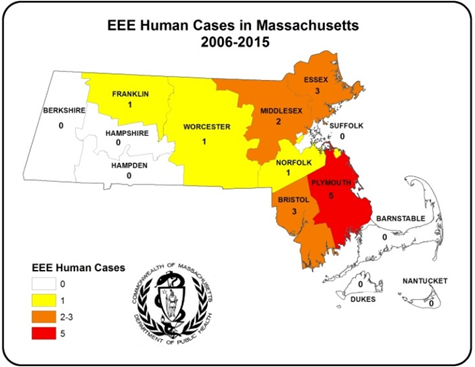 EEE Human Cases in Massachusetts
2006-2015
ESSEX
3
FRANKLIN
1
MIDDLESEX
2
BERKSHIRE
0
SUFFOLK
0
HAMPSHIRE
0
WORCESTER
1
HAMPDEN
0
NORFOLK
1
PLYMOUTH
5
BRISTOL
3
BARNSTABLE
0
EEE Human Cases
0
1
2-3
5
COMMONWEALTH OF MASSACHUSETTS
DEPARTMENT OF PUBLIC HEALTH
0
DUKES
NANTUCKET
0